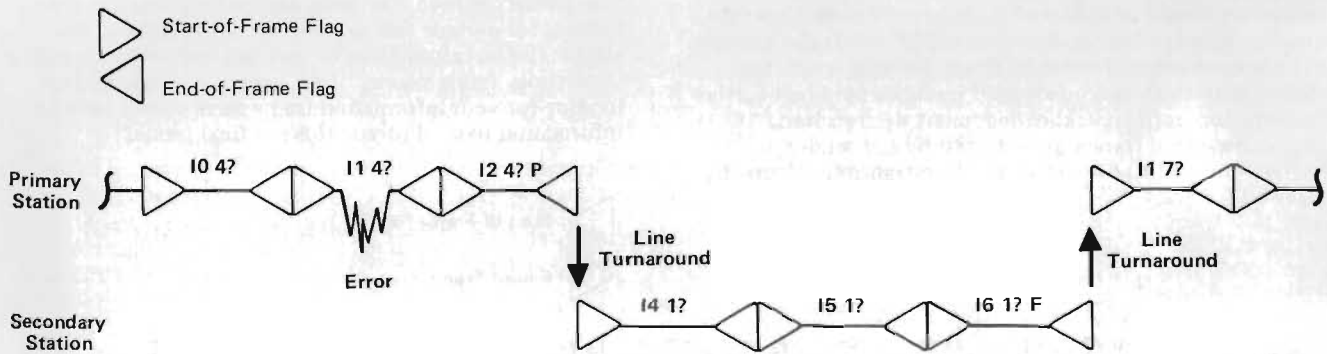 Start-of-Frame Flag
End-of-Frame Flag
Primary Station
I0 4?
I1 4?
I2 4? P
I1 7?
Error
Line Turnaround
Line Turnaround
Secondary Station
I4 1?
I5 1?
I6 1? F